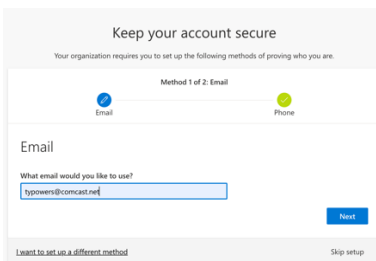 Keep your account secure
Your organization requires you to set up the following methods of proving who you are.
Method 1 of 2: Email
Email
Phone
Email
What email would you like to use?
typowers@comcast.net
Next
I want to set up a different method
Skip setup